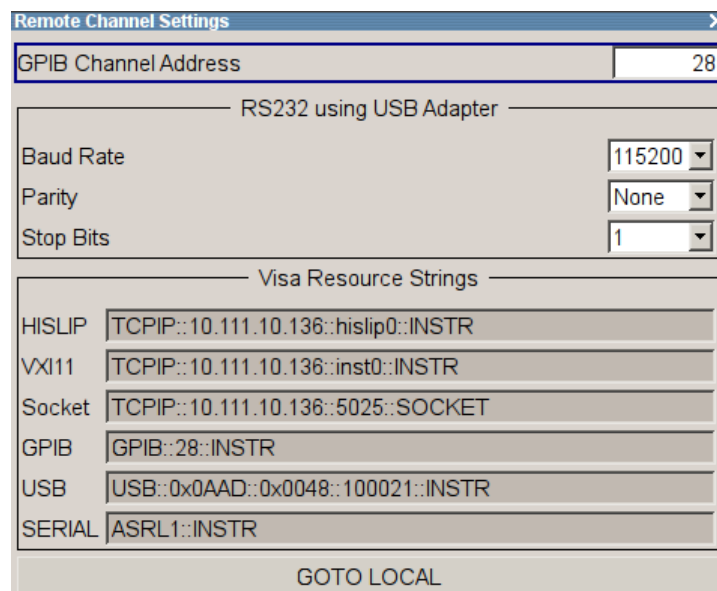 Remote Channel Settings
GPIB Channel Address 28
RS232 using USB Adapter
Baud Rate 115200
Parity None
Stop Bits 1
Visa Resource Strings
HISLIP TCPIP::10.111.10.136::hislip0::INSTR
VXI11 TCPIP::10.111.10.136::inst0::INSTR
Socket TCPIP::10.111.10.136::5025::SOCKET
GPIB GPIB::28::INSTR
USB USB::0x0AAD::0x0048::100021::INSTR
SERIAL ASRL1::INSTR
GOTO LOCAL